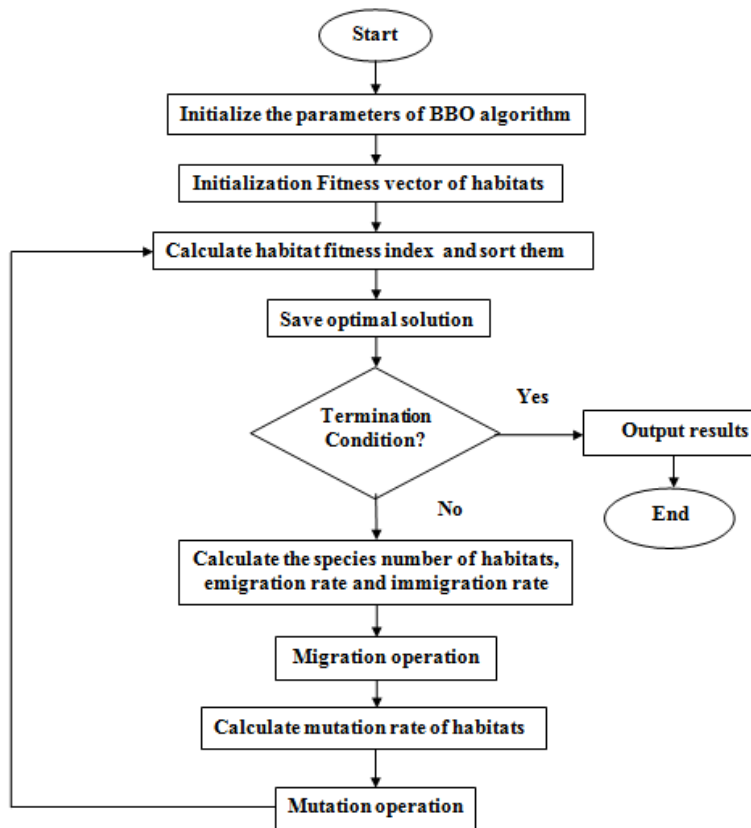 Start
Initialize the parameters of BBO algorithm
Initialization Fitness vector of habitats
Calculate habitat fitness index and sort them
Save optimal solution
Termination
Condition?
Yes
Output results
End
No
Calculate the species number of habitats,
emigration rate and immigration rate
Migration operation
Calculate mutation rate of habitats
Mutation operation